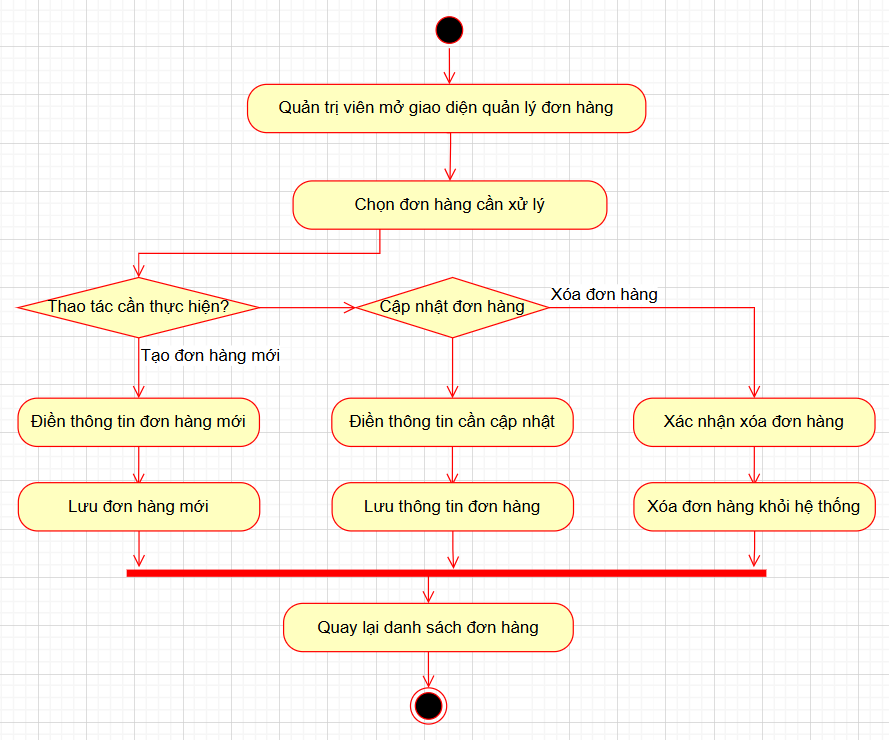 Quản trị viên mở giao diện quản lý đơn hàng
Chọn đơn hàng cần xử lý
Thao tác cần thực hiện?
Cập nhật đơn hàng
Xóa đơn hàng
Tạo đơn hàng mới
Điền thông tin đơn hàng mới
Điền thông tin cần cập nhật
Xác nhận xóa đơn hàng
Lưu đơn hàng mới
Lưu thông tin đơn hàng
Xóa đơn hàng khỏi hệ thống
Quay lại danh sách đơn hàng